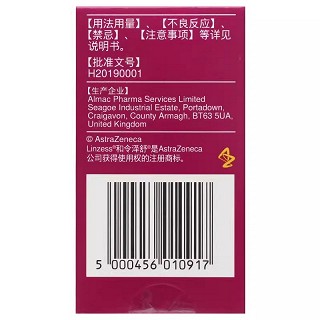 【用法用量】、【不良反应】、
【禁忌】、【注意事项】等详见
说明书。
【批准文号】
H20190001
【生产企业】
Almac Pharma Services Limited
Seagoe Industrial Estate, Portadown,
Craigavon, County Armagh, BT63 5UA,
United Kingdom
© AstraZeneca
Linzess®和令泽舒®是AstraZeneca
公司获得使用权的注册商标。
5 000456 010917